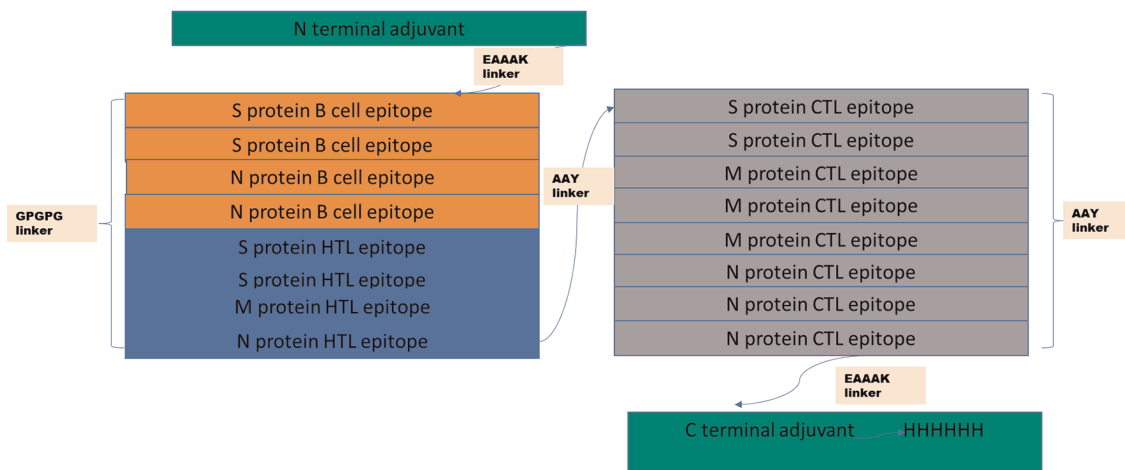 N terminal adjuvant
EAAAK
linker
S protein B cell epitope
S protein B cell epitope
N protein B cell epitope
N protein B cell epitope
GPGPG
linker
S protein HTL epitope
S protein HTL epitope
M protein HTL epitope
N protein HTL epitope
AAY
linker
S protein CTL epitope
S protein CTL epitope
M protein CTL epitope
M protein CTL epitope
M protein CTL epitope
N protein CTL epitope
N protein CTL epitope
N protein CTL epitope
AAY
linker
EAAAK
linker
C terminal adjuvant HHHHHH